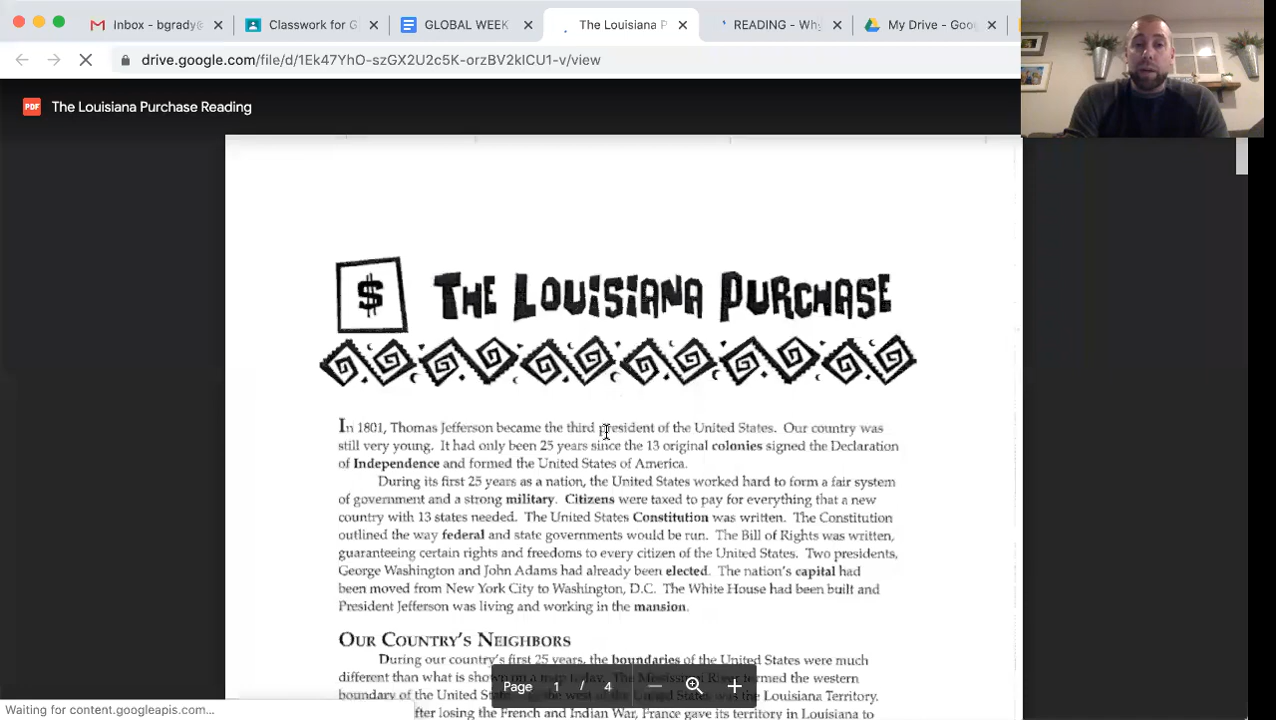 Inbox - bgrady@
Classwork for G
GLOBAL WEEK
The Louisiana P
READING - Why
My Drive - Goo
drive.google.com/file/d/1Ek47YhO-szGX2U2c5K-orzBV2klCU1-v/view
PDF The Louisiana Purchase Reading
$ THE LOUISIANA PURCHASE
In 1801, Thomas Jefferson became the third president of the United States. Our country was
still very young. It had only been 25 years since the 13 original colonies signed the Declaration
of Independence and formed the United States of America.
During its first 25 years as a nation, the United States worked hard to form a fair system
of government and a strong military. Citizens were taxed to pay for everything that a new
country with 13 states needed. The United States Constitution was written. The Constitution
outlined the way federal and state governments would be run. The Bill of Rights was written,
guaranteeing certain rights and freedoms to every citizen of the United States. Two presidents,
George Washington and John Adams had already been elected. The nation's capital had
been moved from New York City to Washington, D.C. The White House had been built and
President Jefferson was living and working in the mansion.
OUR COUNTRY'S NEIGHBORS
During our country's first 25 years, the boundaries of the United States were much
different than what is shown on a map today. The Mississippi River formed the western
boundary of the United States the west of the United States was the Louisiana Territory.
fter losing the French and Indian War, France gave its territory in Louisiana to
Page 1 / 4
Waiting for content.googleapis.com...